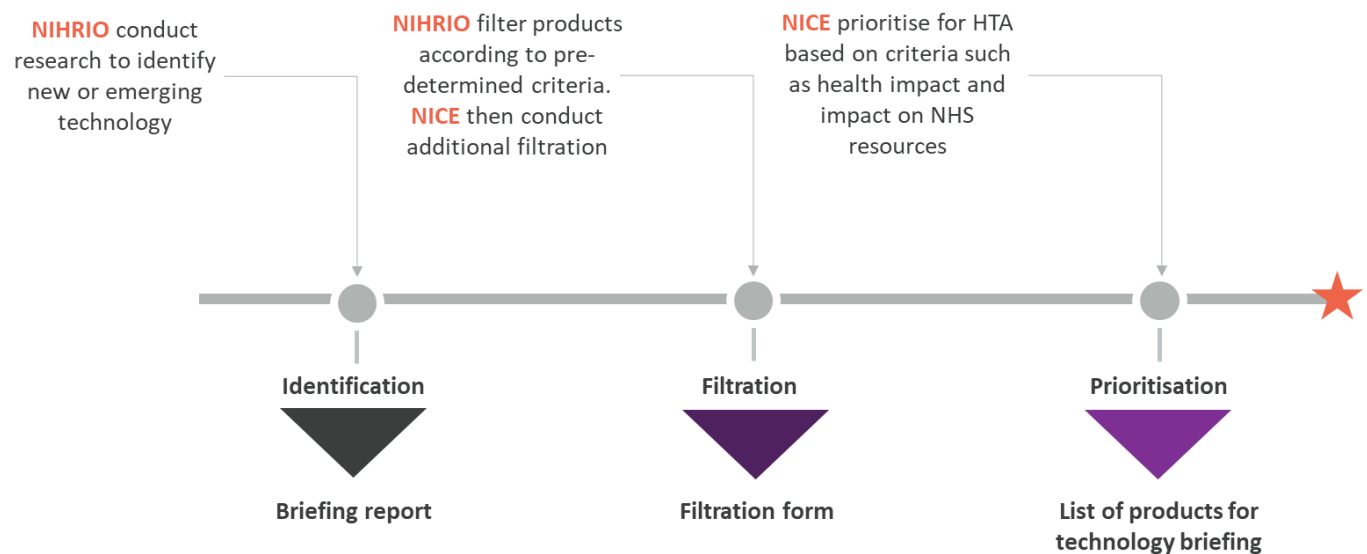 NIHRIO conduct
research to identify
new or emerging
technology
NIHRIO filter products
according to pre-
determined criteria.
NICE then conduct
additional filtration
NICE prioritise for HTA
based on criteria such
as health impact and
impact on NHS
resources
Identification
Filtration
Prioritisation
Briefing report
Filtration form
List of products for
technology briefing